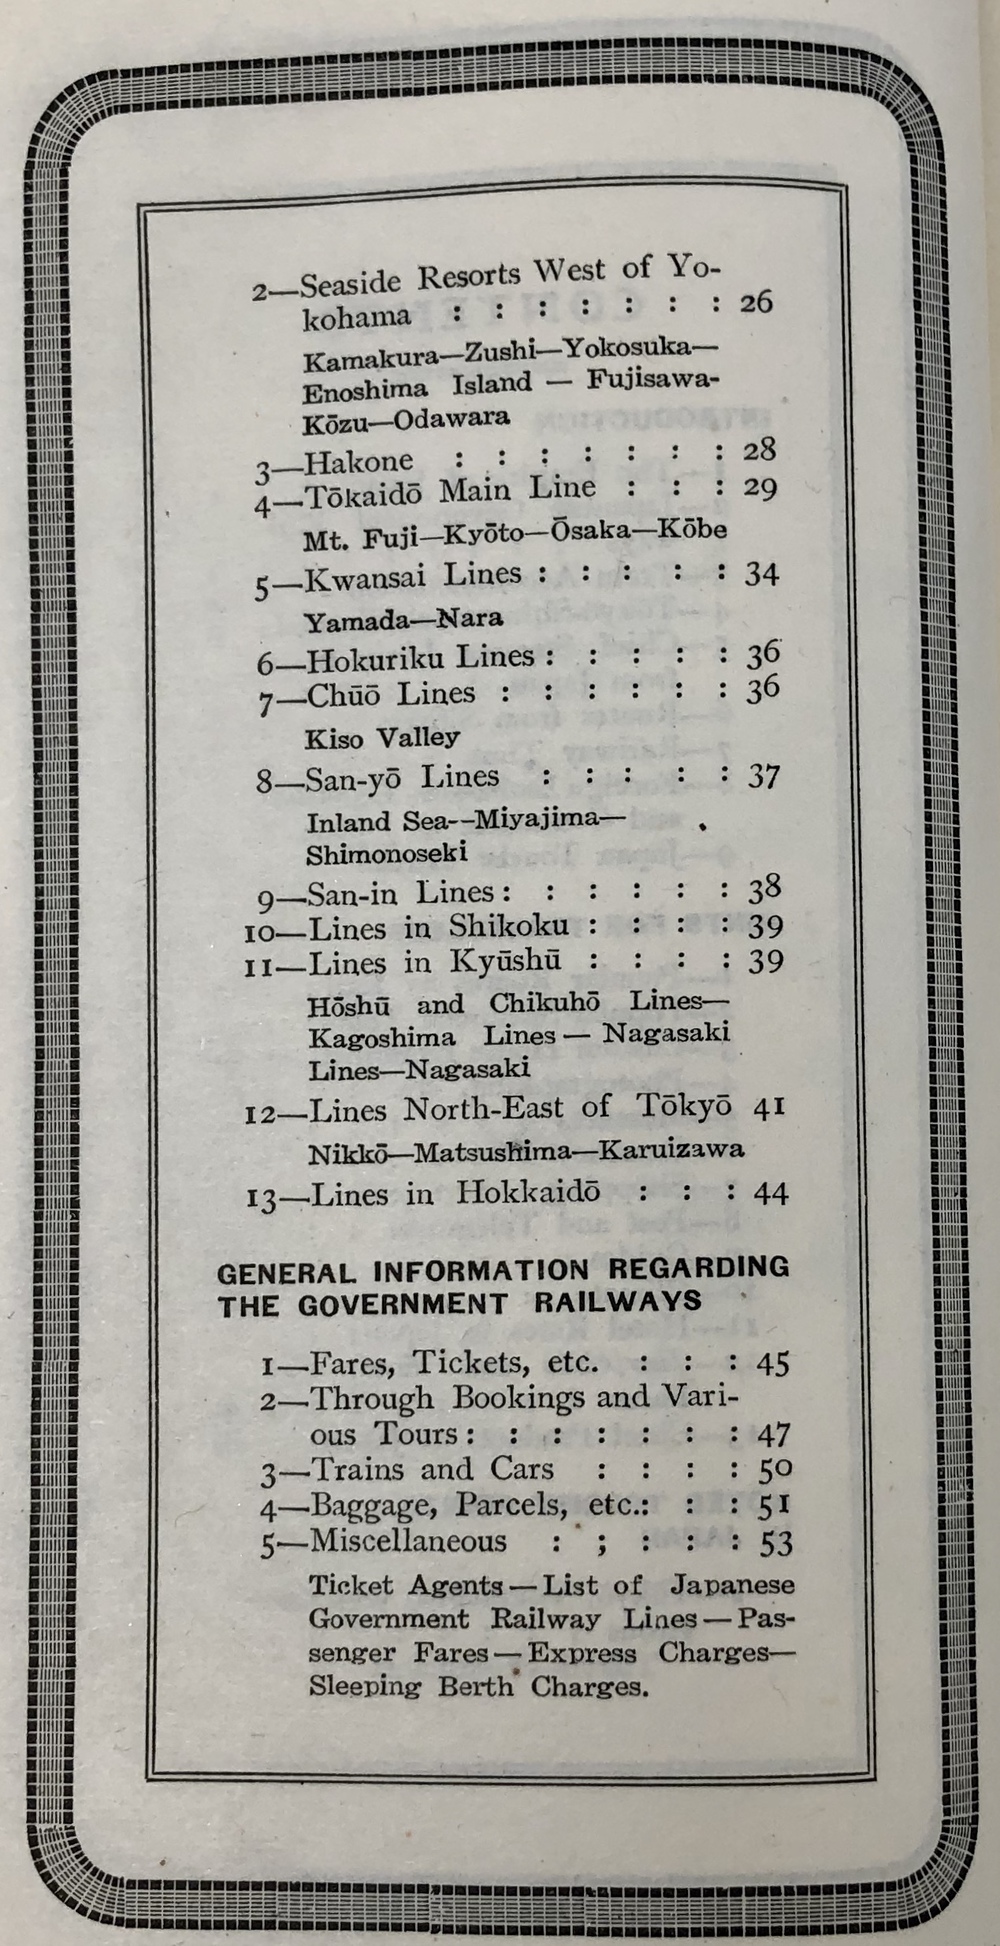 2—Seaside Resorts West of Yo-
kohama : : : : : : : 26
Kamakura—Zushi—Yokosuka—
Enoshima Island — Fujisawa-
Kōzu—Odawara
3—Hakone : : : : : : : 28
4—Tōkaidō Main Line : : : 29
Mt. Fuji—Kyōto—Ōsaka—Kōbe
5—Kwansai Lines : : : : : 34
Yamada—Nara
6—Hokuriku Lines : : : : : 36
7—Chūō Lines : : : : : : 36
Kiso Valley
8—San-yō Lines : : : : : 37
Inland Sea--Miyajima—
Shimonoseki
9—San-in Lines : : : : : : 38
10—Lines in Shikoku : : : : 39
11—Lines in Kyūshū : : : : 39
Hōshū and Chikuhō Lines—
Kagoshima Lines — Nagasaki
Lines—Nagasaki
12—Lines North-East of Tōkyō 41
Nikkō—Matsushima—Karuizawa
13—Lines in Hokkaidō : : : 44
GENERAL INFORMATION REGARDING
THE GOVERNMENT RAILWAYS
1—Fares, Tickets, etc. : : : 45
2—Through Bookings and Vari-
ous Tours : : : : : : : 47
3—Trains and Cars : : : : 50
4—Baggage, Parcels, etc.: : : 51
5—Miscellaneous : ; : : : 53
Ticket Agents — List of Japanese
Government Railway Lines — Pas-
senger Fares — Express Charges—
Sleeping Berth Charges.